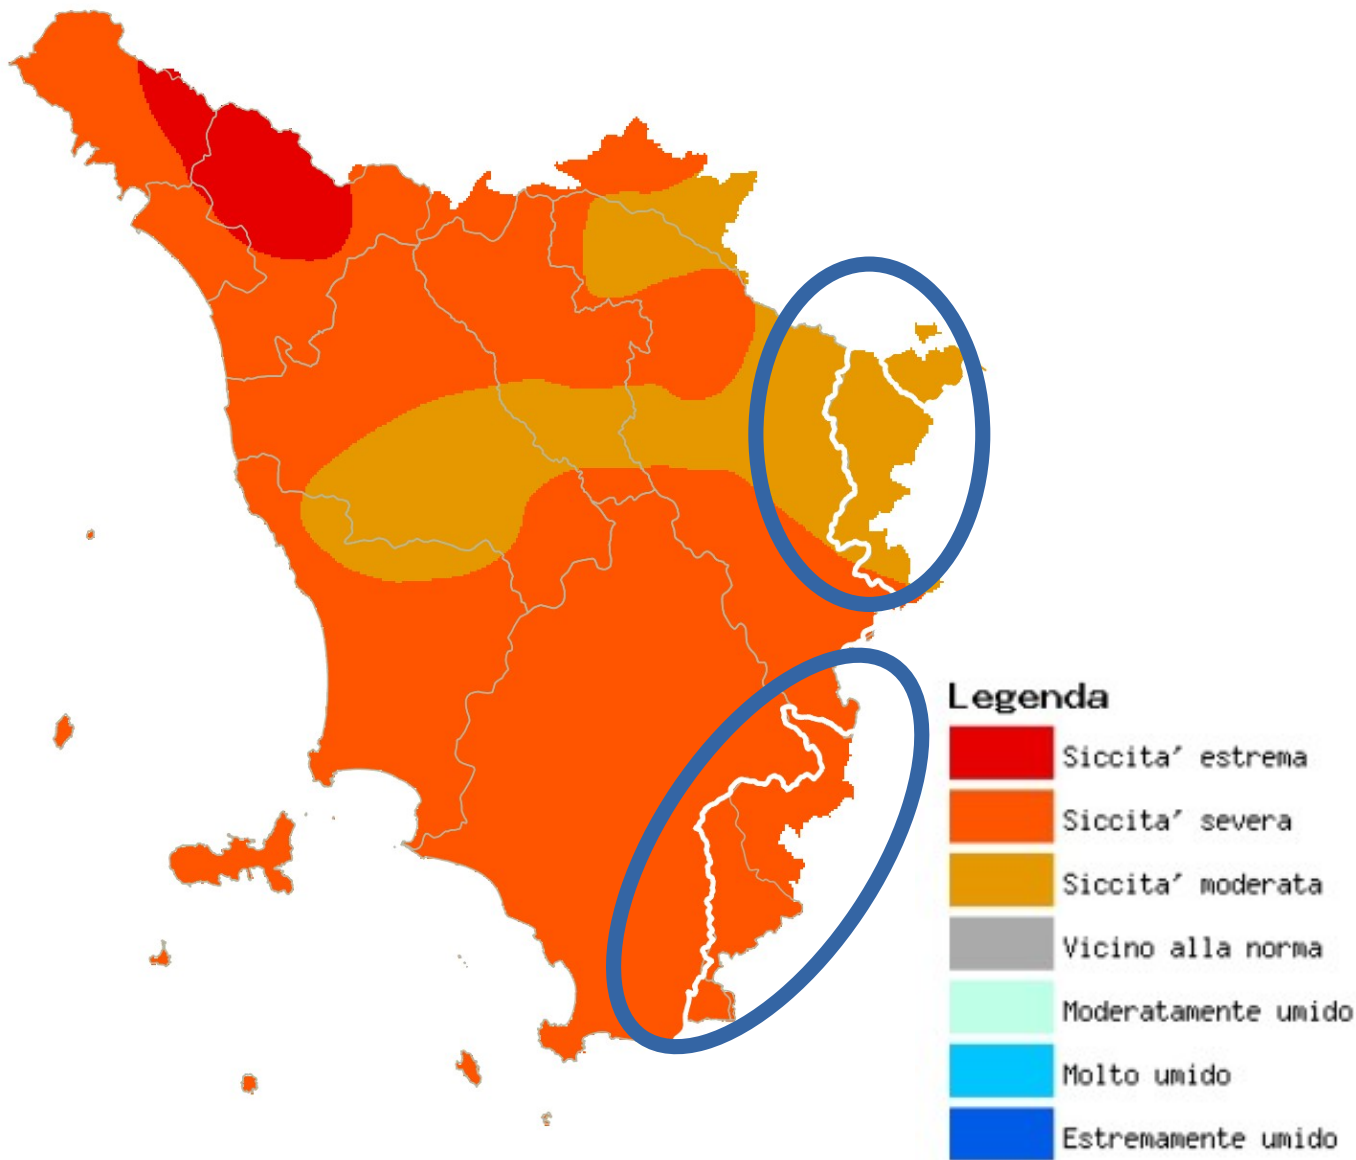 Legenda
Siccita' estrema
Siccita' severa
Siccita' moderata
Vicino alla norma
Moderatamente umido
Molto umido
Estremamente umido